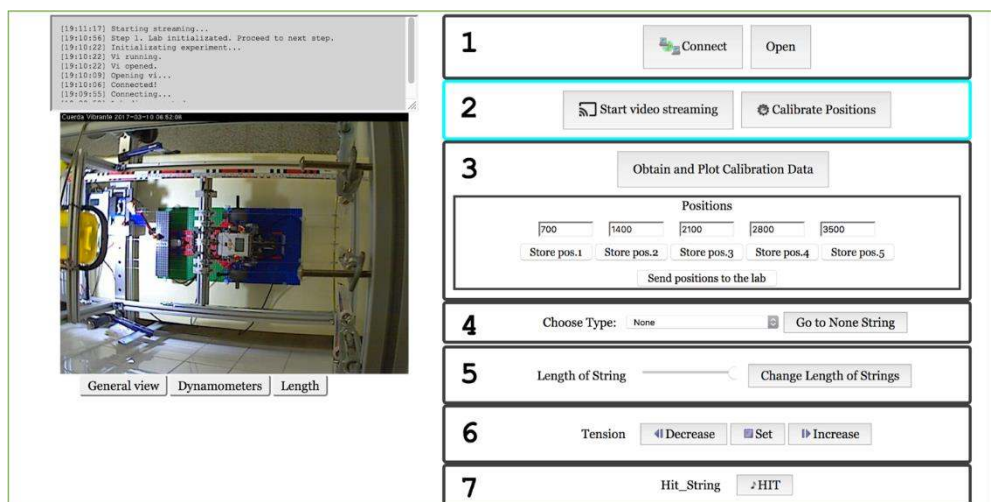 [19:11:17] Starting streaming...
[19:10:56] Step 1. Lab initializated. Proceed to next step.
[19:10:22] Initializating experiment...
[19:10:22] Vi running.
[19:10:22] Vi opened.
[19:10:09] Opening vi...
[19:10:06] Connected!
[19:09:55] Connecting...
Cuerda Vibrante 2017-03-10 06:52:06
General view Dynamometers Length
1 Connect Open
2 Start video streaming Calibrate Positions
3 Obtain and Plot Calibration Data
Positions
700 1400 2100 2800 3500
Store pos.1 Store pos.2 Store pos.3 Store pos.4 Store pos.5
Send positions to the lab
4 Choose Type: None Go to None String
5 Length of String Change Length of Strings
6 Tension Decrease Set Increase
7 Hit_String ♪HIT